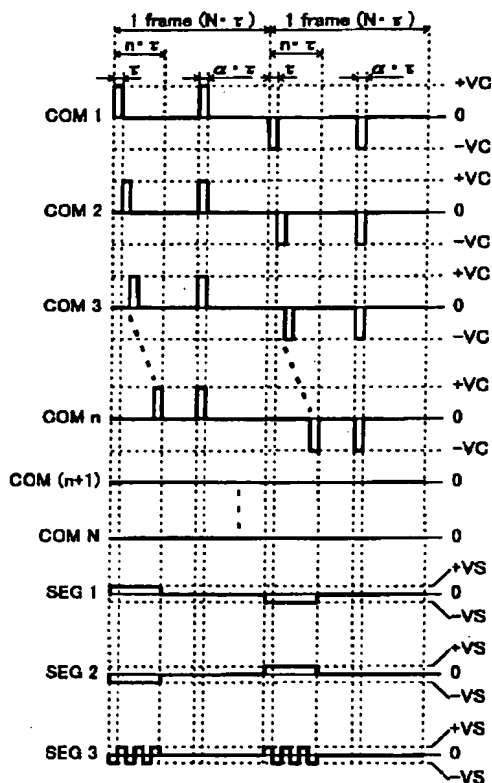 1 frame (N・τ) 1 frame (N・τ)
n・τ n・τ
τ α・τ τ α・τ
+VC
COM 1 0
−VC
+VC
COM 2 0
−VC
+VC
COM 3 0
−VC
+VC
COM n 0
−VC
COM (n+1) 0
COM N 0
+VS
SEG 1 0
−VS
+VS
SEG 2 0
−VS
+VS
SEG 3 0
−VS